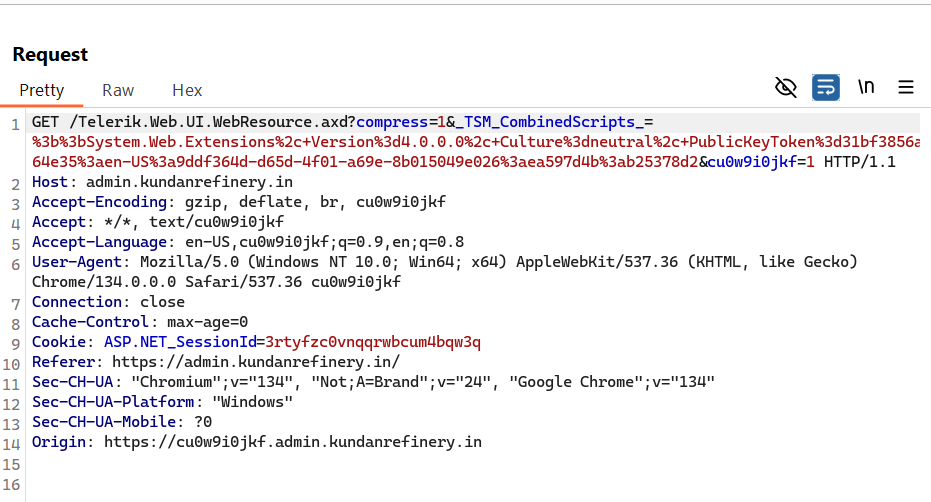 Request
Pretty Raw Hex \n
1 GET /Telerik.Web.UI.WebResource.axd?compress=1&_TSM_CombinedScripts_=
%3b%3bSystem.Web.Extensions%2c+Version%3d4.0.0.0%2c+Culture%3dneutral%2c+PublicKeyToken%3d31bf3856a
64e35%3aen-US%3a9ddf364d-d65d-4f01-a69e-8b015049e026%3aea597d4b%3ab25378d2&cu0w9i0jkf=1 HTTP/1.1
2 Host: admin.kundanrefinery.in
3 Accept-Encoding: gzip, deflate, br, cu0w9i0jkf
4 Accept: */*, text/cu0w9i0jkf
5 Accept-Language: en-US,cu0w9i0jkf;q=0.9,en;q=0.8
6 User-Agent: Mozilla/5.0 (Windows NT 10.0; Win64; x64) AppleWebKit/537.36 (KHTML, like Gecko)
Chrome/134.0.0.0 Safari/537.36 cu0w9i0jkf
7 Connection: close
8 Cache-Control: max-age=0
9 Cookie: ASP.NET_SessionId=3rtyfzc0vnqqrwbcum4bqw3q
10 Referer: https://admin.kundanrefinery.in/
11 Sec-CH-UA: "Chromium";v="134", "Not;A=Brand";v="24", "Google Chrome";v="134"
12 Sec-CH-UA-Platform: "Windows"
13 Sec-CH-UA-Mobile: ?0
14 Origin: https://cu0w9i0jkf.admin.kundanrefinery.in
15
16